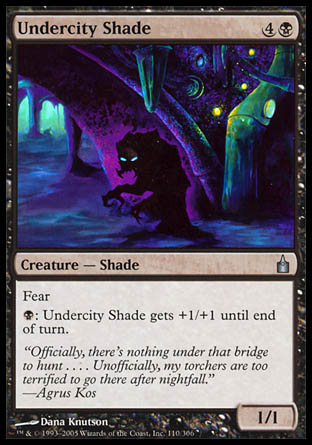 Undercity Shade 4
Creature — Shade
Fear
: Undercity Shade gets +1/+1 until end
of turn.
“Officially, there’s nothing under that bridge
to hunt . . . . Unofficially, my torchers are too
terrified to go there after nightfall.”
—Agrus Kos
Dana Knutson
™ & © 1993–2005 Wizards of the Coast, Inc. 110/306
1/1